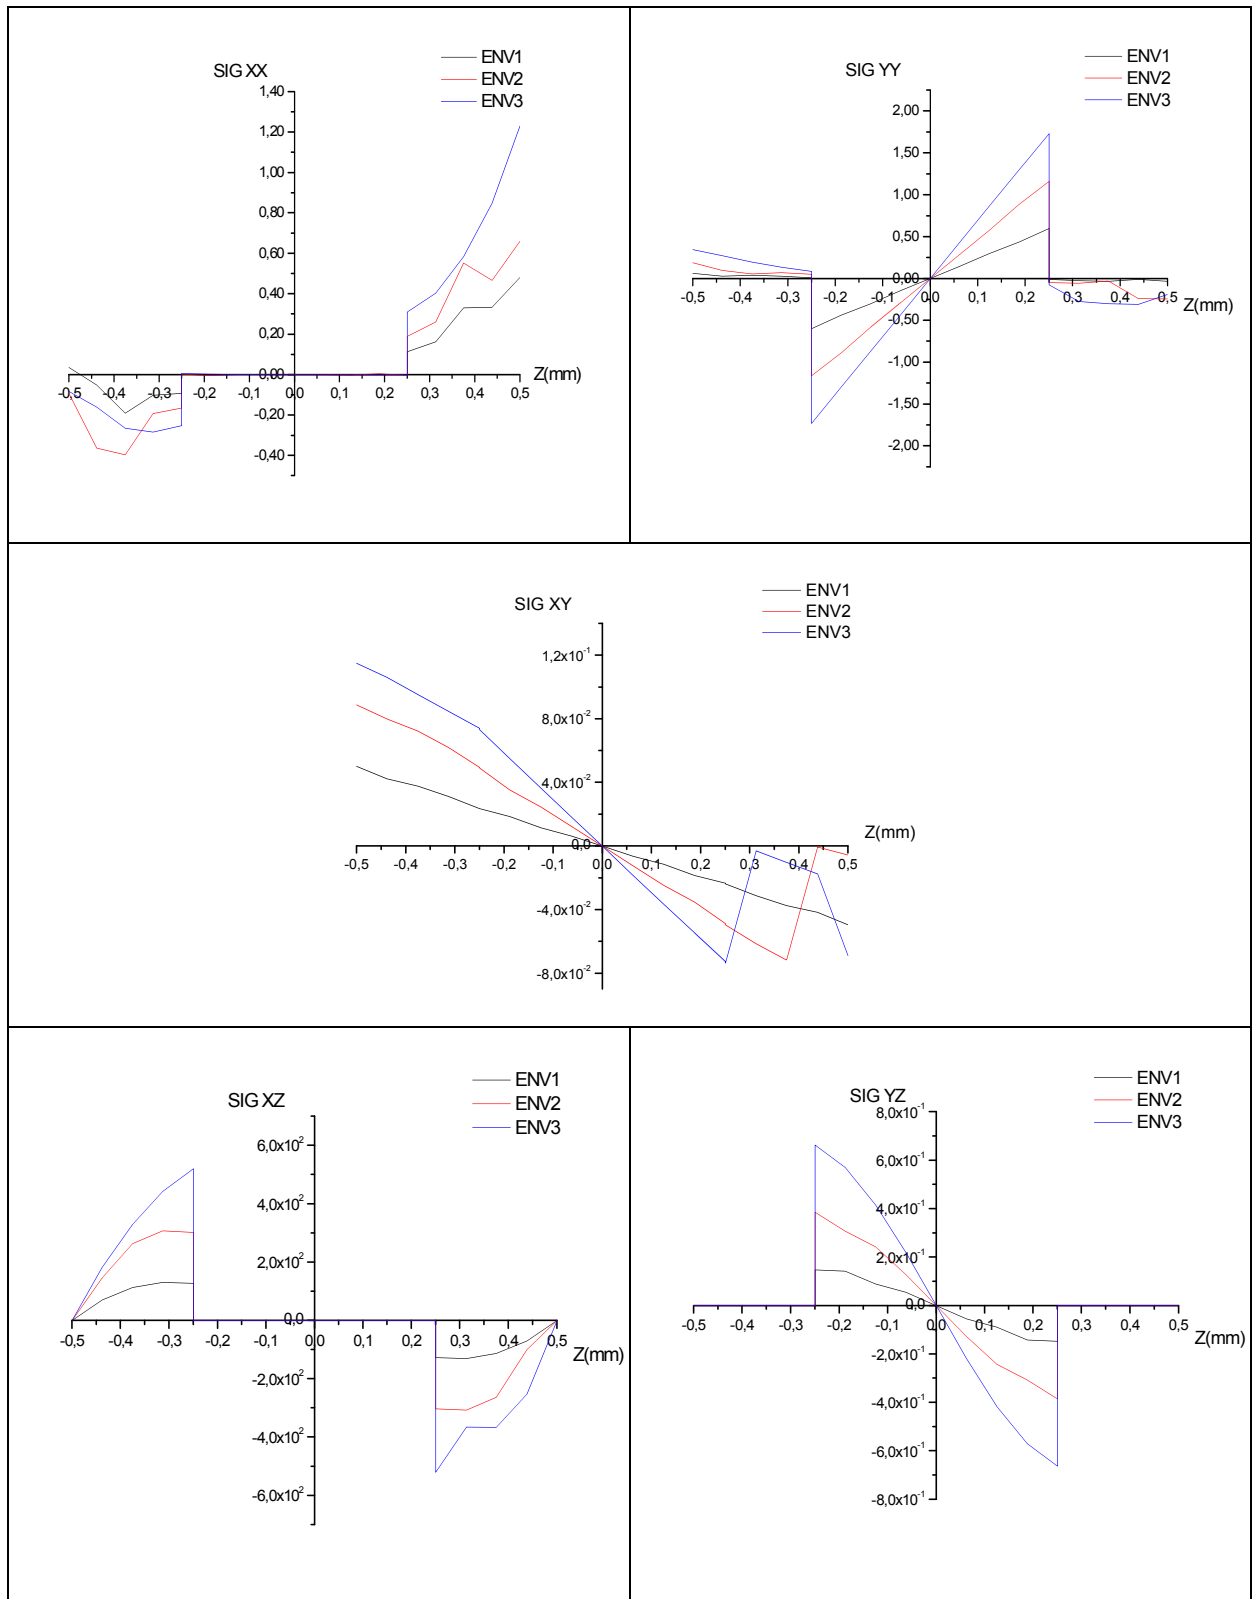 SIG XX
ENV1
ENV2
ENV3
1,40
1,20
1,00
0,80
0,60
0,40
0,20
0,00
-0,20
-0,40
-0,5 -0,4 -0,3 -0,2 -0,1 0,0 0,1 0,2 0,3 0,4 0,5
Z(mm)
SIG YY
ENV1
ENV2
ENV3
2,00
1,50
1,00
0,50
0,00
-0,50
-1,00
-1,50
-2,00
-0,5 -0,4 -0,3 -0,2 -0,1 0,0 0,1 0,2 0,3 0,4 0,5
Z(mm)
SIG XY
ENV1
ENV2
ENV3
1,2x10⁻¹
8,0x10⁻²
4,0x10⁻²
0,0
-4,0x10⁻²
-8,0x10⁻²
-0,5 -0,4 -0,3 -0,2 -0,1 0,0 0,1 0,2 0,3 0,4 0,5
Z(mm)
SIG XZ
ENV1
ENV2
ENV3
6,0x10²
4,0x10²
2,0x10²
0,0
-2,0x10²
-4,0x10²
-6,0x10²
-0,5 -0,4 -0,3 -0,2 -0,1 0,0 0,1 0,2 0,3 0,4 0,5
Z(mm)
SIG YZ
ENV1
ENV2
ENV3
8,0x10⁻¹
6,0x10⁻¹
4,0x10⁻¹
2,0x10⁻¹
0,0
-2,0x10⁻¹
-4,0x10⁻¹
-6,0x10⁻¹
-8,0x10⁻¹
-0,5 -0,4 -0,3 -0,2 -0,1 0,0 0,1 0,2 0,3 0,4 0,5
Z(mm)